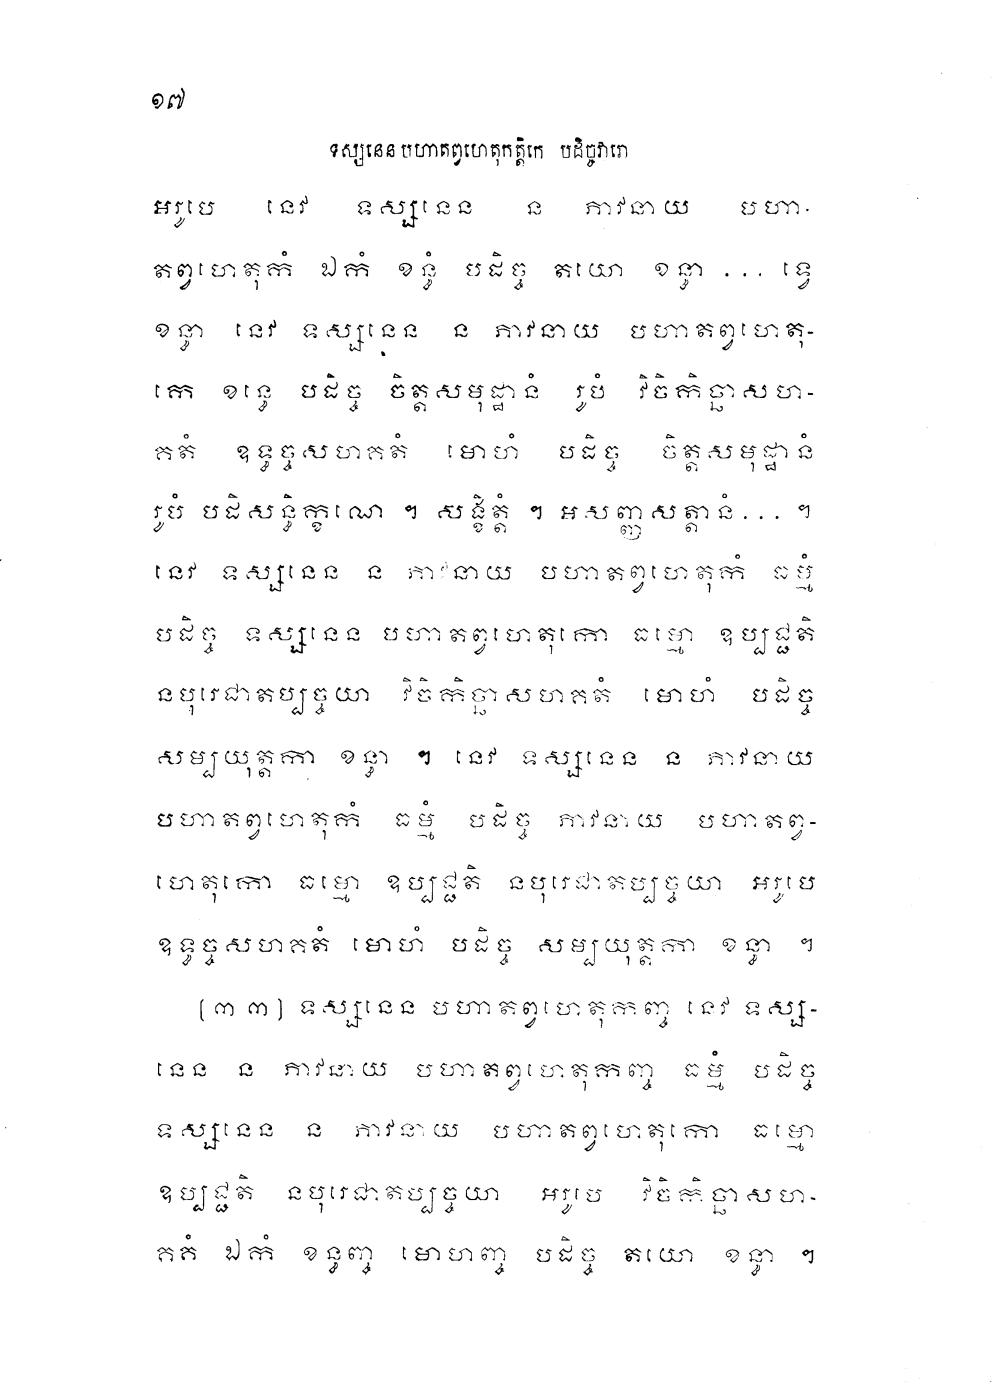 ១៧
ទស្សនេន បហាតព្វហេតុកត្តិកេ បដិច្ចវារោ
អរូបេ នេវ ទស្សនេន ន ភាវនាយ បហា-
តព្វហេតុកំ ឯកំ ខន្ធំ បដិច្ច តយោ ខន្ធា ... ទ្វេ
ខន្ធា នេវ ទស្សនេន ន ភាវនាយ បហាតព្វហេតុ-
កេ ខន្ធេ បដិច្ច ចិត្តសមុដ្ឋានំ រូបំ វិចិកិច្ឆាសហ-
គតំ ឧទ្ធច្ចសហគតំ មោហំ បដិច្ច ចិត្តសមុដ្ឋានំ
រូបំ បដិសន្ធិក្ខណេ ។ សង្ខិត្តំ ។ អសញ្ញសត្តានំ... ។
នេវ ទស្សនេន ន ភាវនាយ បហាតព្វហេតុកំ ធម្មំ
បដិច្ច ទស្សនេន បហាតព្វហេតុកោ ធម្មោ ឧប្បជ្ជតិ
នបុរេជាតប្បច្ចយា វិចិកិច្ឆាសហគតំ មោហំ បដិច្ច
សម្បយុត្តកា ខន្ធា ។ នេវ ទស្សនេន ន ភាវនាយ
បហាតព្វហេតុកំ ធម្មំ បដិច្ច ភាវនាយ បហាតព្វ-
ហេតុកោ ធម្មោ ឧប្បជ្ជតិ នបុរេជាតប្បច្ចយា អរូបេ
ឧទ្ធច្ចសហគតំ មោហំ បដិច្ច សម្បយុត្តកា ខន្ធា ។
(៣៣) ទស្សនេន បហាតព្វហេតុកញ្ច នេវ ទស្ស-
នេន ន ភាវនាយ បហាតព្វហេតុកញ្ច ធម្មំ បដិច្ច
ទស្សនេន ន ភាវនាយ បហាតព្វហេតុកោ ធម្មោ
ឧប្បជ្ជតិ នបុរេជាតប្បច្ចយា អរូបេ វិចិកិច្ឆាសហ-
គតំ ឯកំ ខន្ធញ្ច មោហញ្ច បដិច្ច តយោ ខន្ធា ។